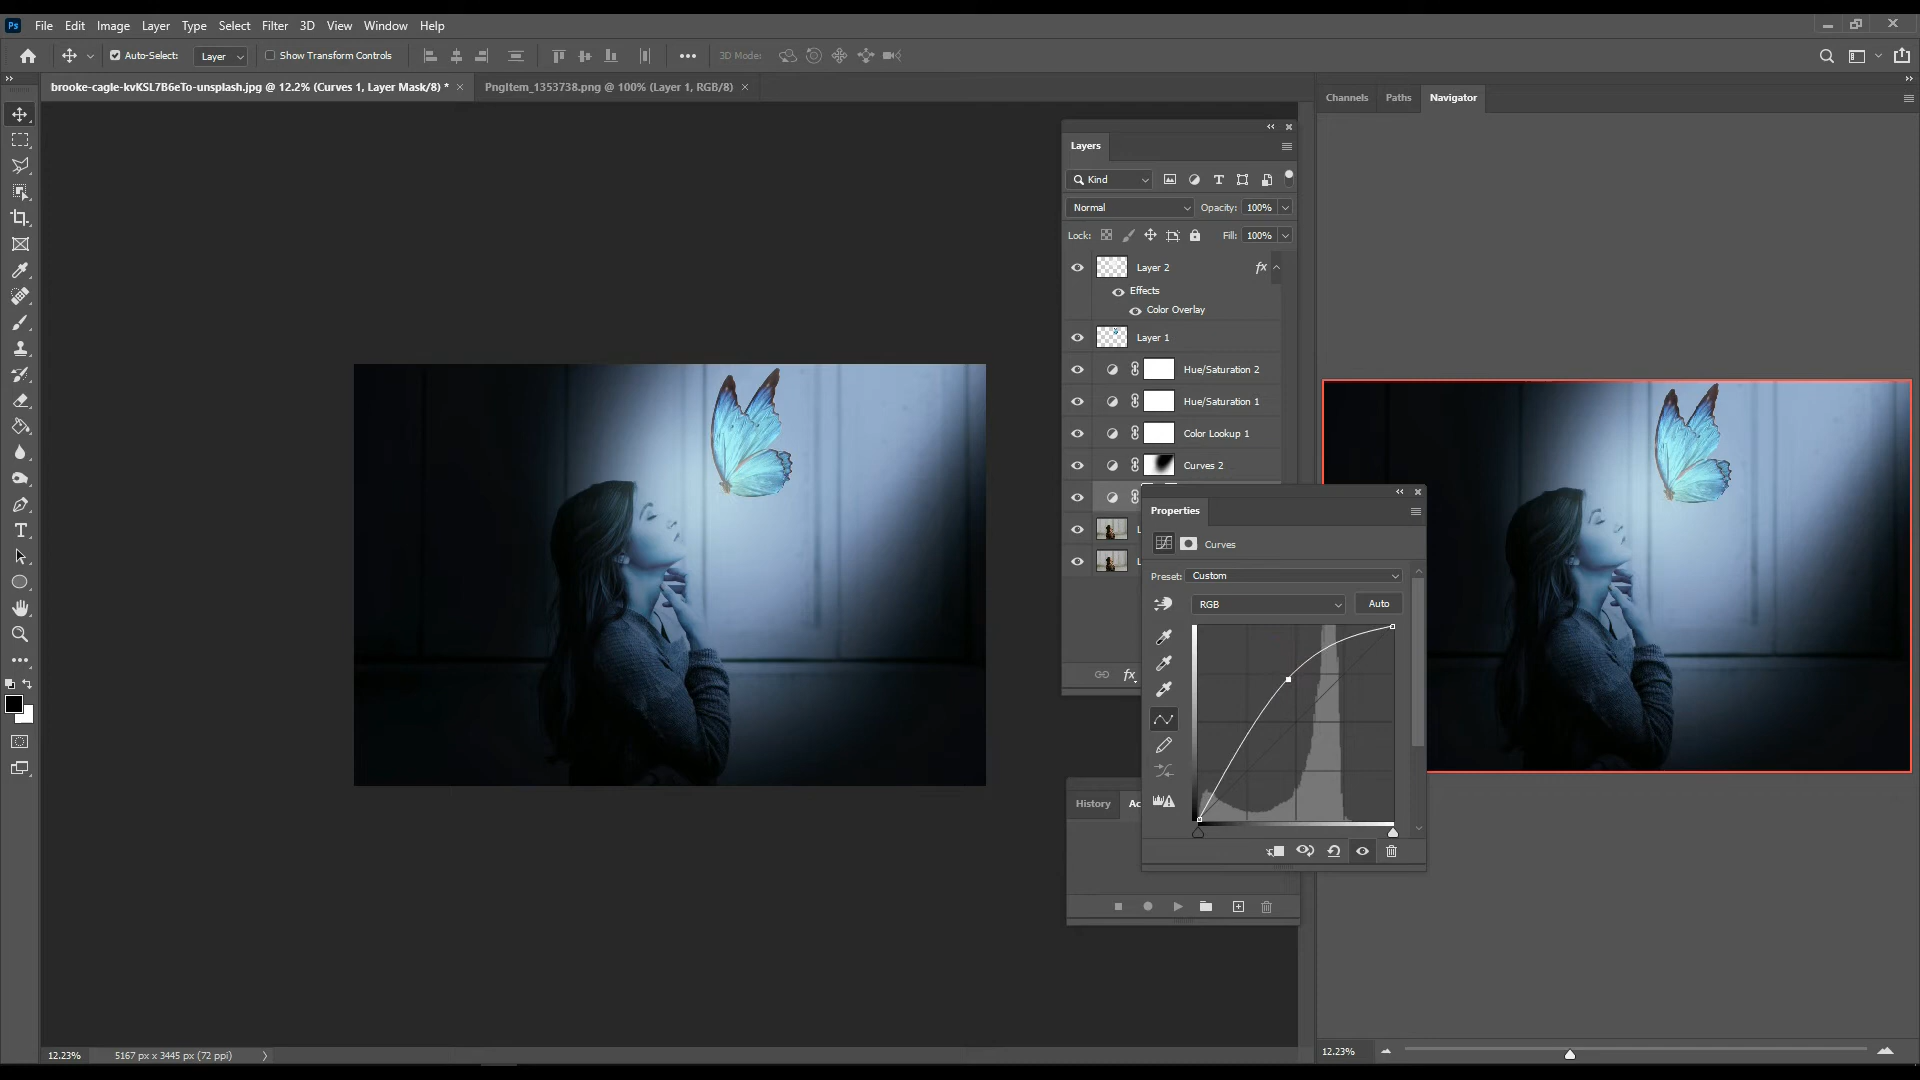 Ps File Edit Image Layer Type Select Filter 3D View Window Help
Auto-Select: Layer Show Transform Controls 3D Mode:
brooke-cagle-kvKSL7B6eTo-unsplash.jpg @ 12.2% (Curves 1, Layer Mask/8) *
PngItem_1353738.png @ 100% (Layer 1, RGB/8)
Channels Paths Navigator
Layers
Kind
Normal Opacity: 100%
Lock: Fill: 100%
Layer 2 fx
Effects
Color Overlay
Layer 1
Hue/Saturation 2
Hue/Saturation 1
Color Lookup 1
Curves 2
L
L
fx
Properties
Curves
Preset: Custom
RGB Auto
History Ac
12.23% 5167 px x 3445 px (72 ppi)
12.23%